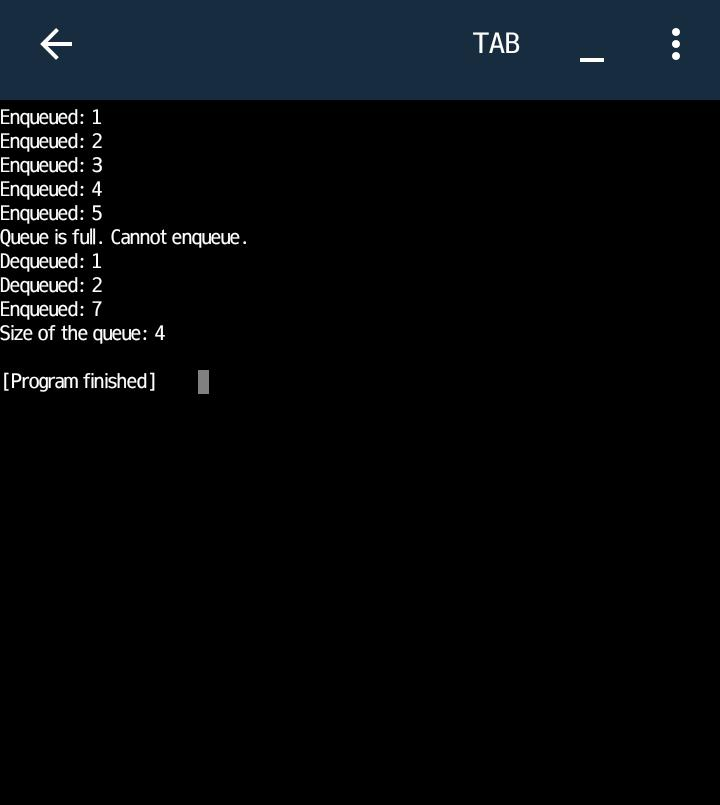 TAB
Enqueued: 1
Enqueued: 2
Enqueued: 3
Enqueued: 4
Enqueued: 5
Queue is full. Cannot enqueue.
Dequeued: 1
Dequeued: 2
Enqueued: 7
Size of the queue: 4
[Program finished]